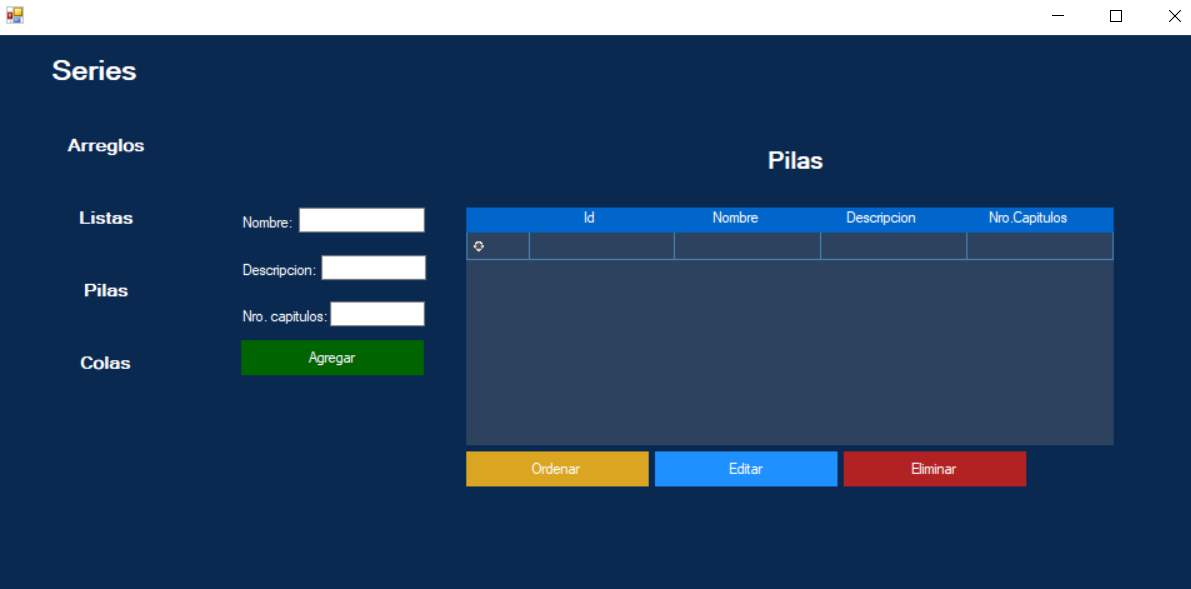 Series
Arreglos
Listas
Pilas
Colas
Nombre:
Descripcion:
Nro. capitulos:
Agregar
Pilas
Id Nombre Descripcion Nro.Capitulos
Ordenar Editar Eliminar